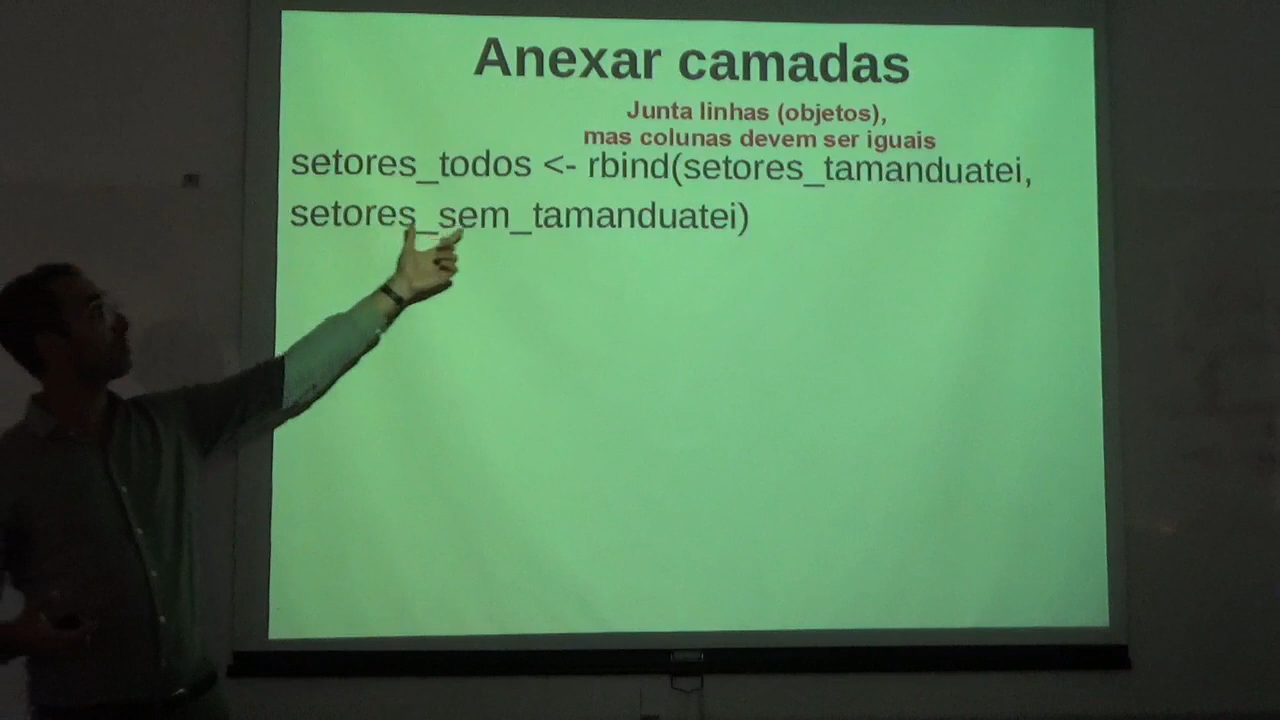 Anexar camadas
Junta linhas (objetos),
mas colunas devem ser iguais
setores_todos <- rbind(setores_tamanduatei,
setores_sem_tamanduatei)